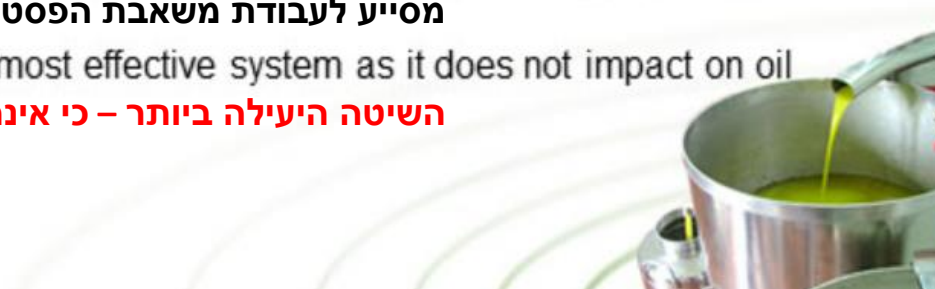 מסייע לעבודת משאבת הפסט
most effective system as it does not impact on oil
השיטה היעילה ביותר – כי אינ